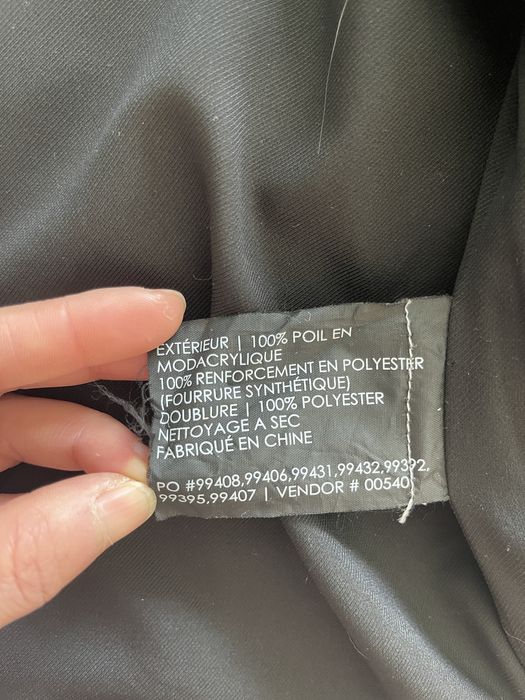 EXTÉRIEUR | 100% POIL EN
MODACRYLIQUE
100% RENFORCEMENT EN POLYESTER
(FOURRURE SYNTHÉTIQUE)
DOUBLURE | 100% POLYESTER
NETTOYAGE A SEC
FABRIQUÉ EN CHINE
PO #99408,99406,99431,99432,99392,
99395,99407 | VENDOR # 00540